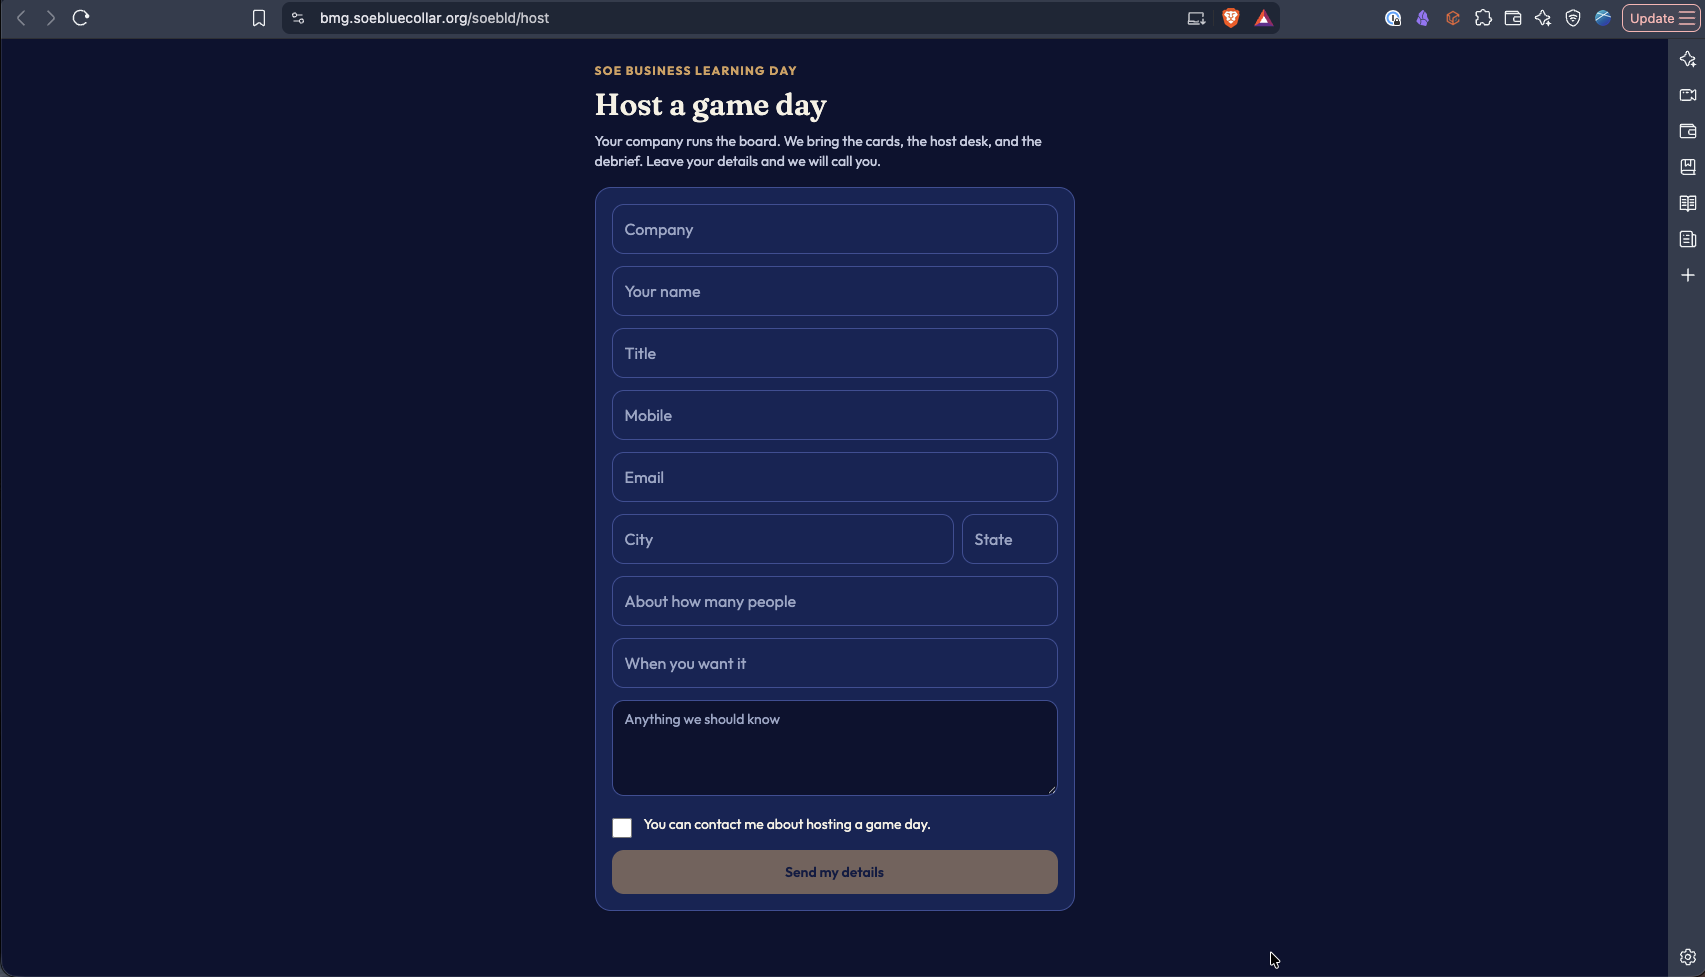 bmg.soebluecollar.org/soebld/host
Update
SOE BUSINESS LEARNING DAY
Host a game day
Your company runs the board. We bring the cards, the host desk, and the
debrief. Leave your details and we will call you.
Company
Your name
Title
Mobile
Email
City
State
About how many people
When you want it
Anything we should know
You can contact me about hosting a game day.
Send my details